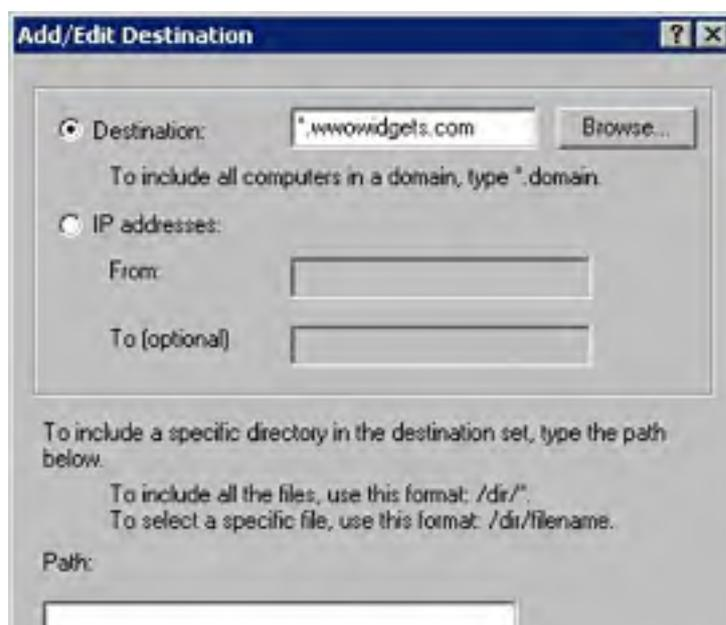 Add/Edit Destination
Destination: *.wwowidgets.com Browse...
To include all computers in a domain, type *.domain.
IP addresses:
From:
To (optional)
To include a specific directory in the destination set, type the path
below.
To include all the files, use this format: /dir/*.
To select a specific file, use this format: /dir/filename.
Path: